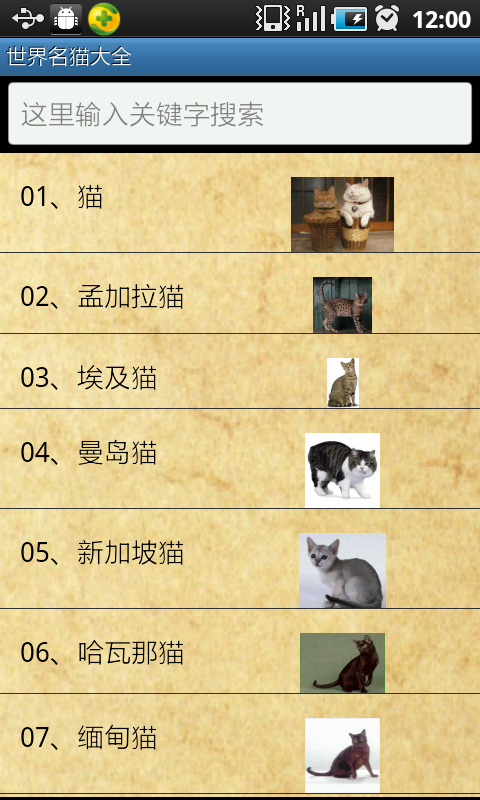 R
12:00
世界名猫大全
这里输入关键字搜索
01、猫
02、孟加拉猫
03、埃及猫
04、曼岛猫
05、新加坡猫
06、哈瓦那猫
07、缅甸猫